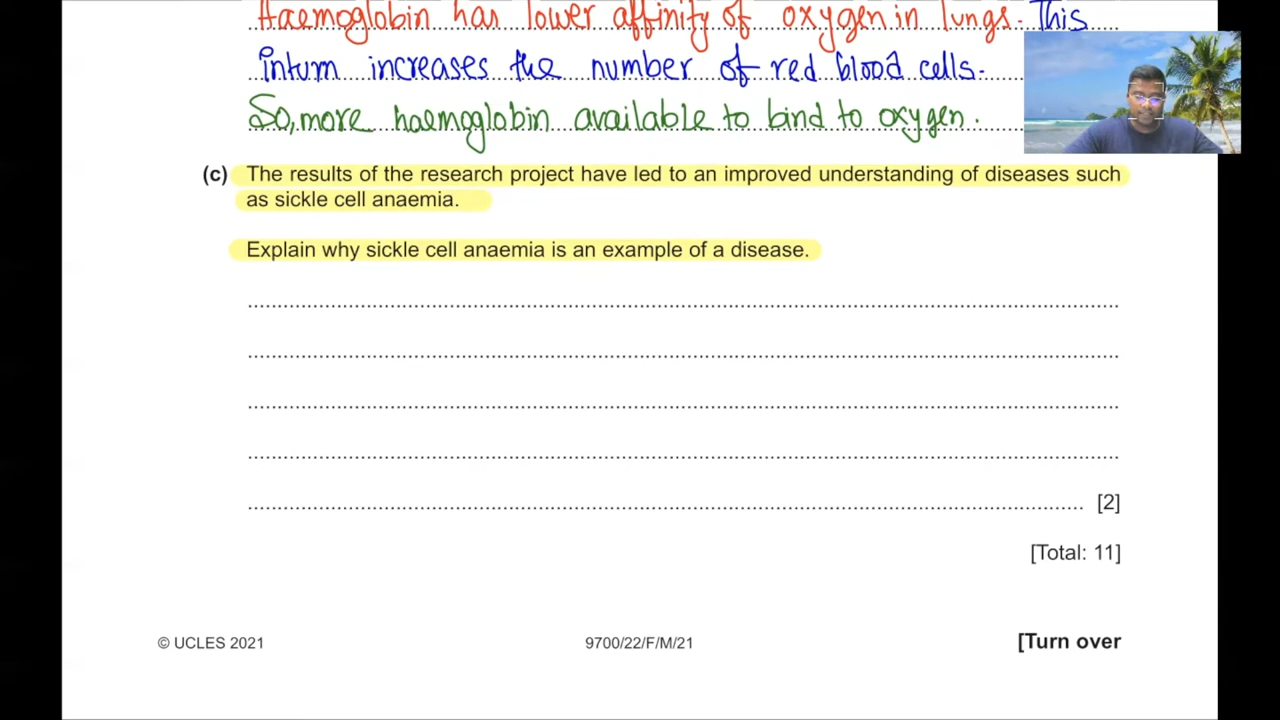 Haemoglobin has lower affinity of oxygen in lungs. This
inturn increases the number of red blood cells.
So, more haemoglobin available to bind to oxygen.
(c) The results of the research project have led to an improved understanding of diseases such
as sickle cell anaemia.
Explain why sickle cell anaemia is an example of a disease.
[2]
[Total: 11]
© UCLES 2021 9700/22/F/M/21 [Turn over